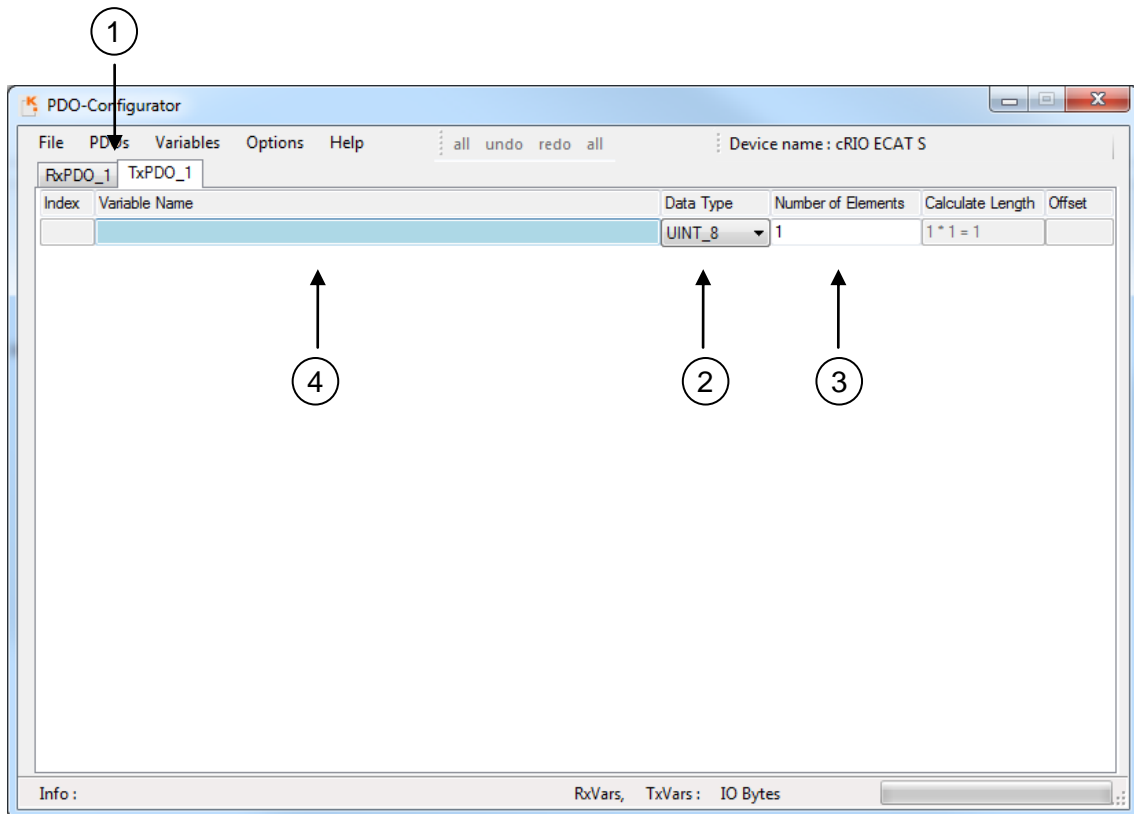 1
PDO-Configurator
File PDOs Variables Options Help all undo redo all Device name : cRIO ECAT S
RxPDO_1 TxPDO_1
Index Variable Name Data Type Number of Elements Calculate Length Offset
UINT_8 1 1 * 1 = 1
4 2 3
Info : RxVars, TxVars : IO Bytes